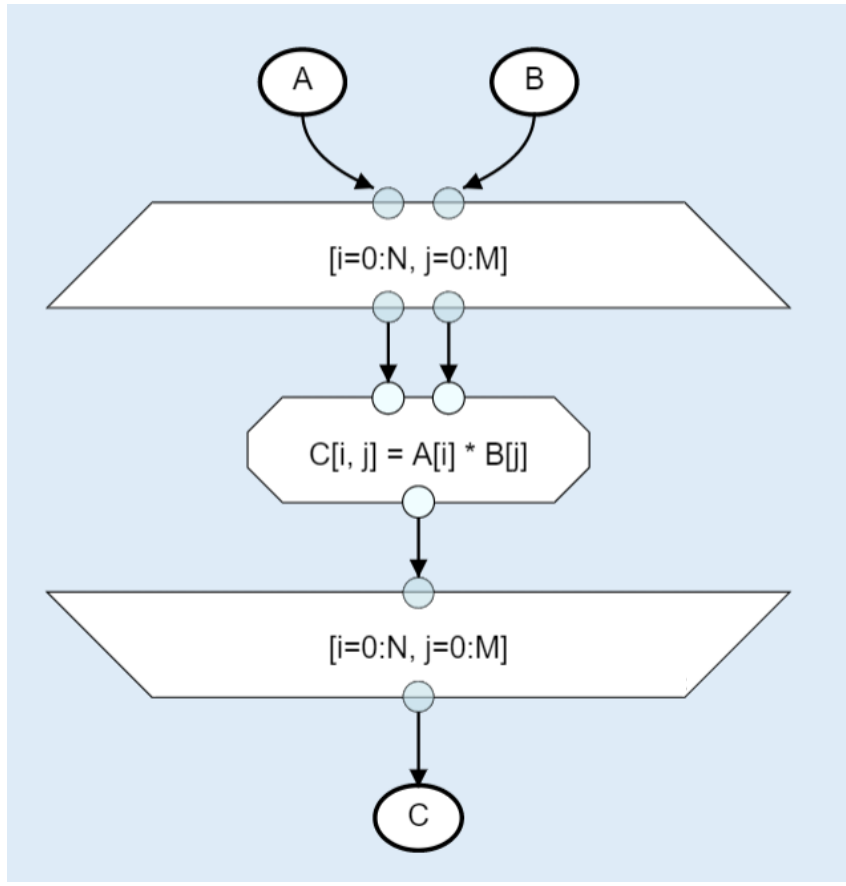 A
B
[i=0:N, j=0:M]
C[i, j] = A[i] * B[j]
[i=0:N, j=0:M]
C